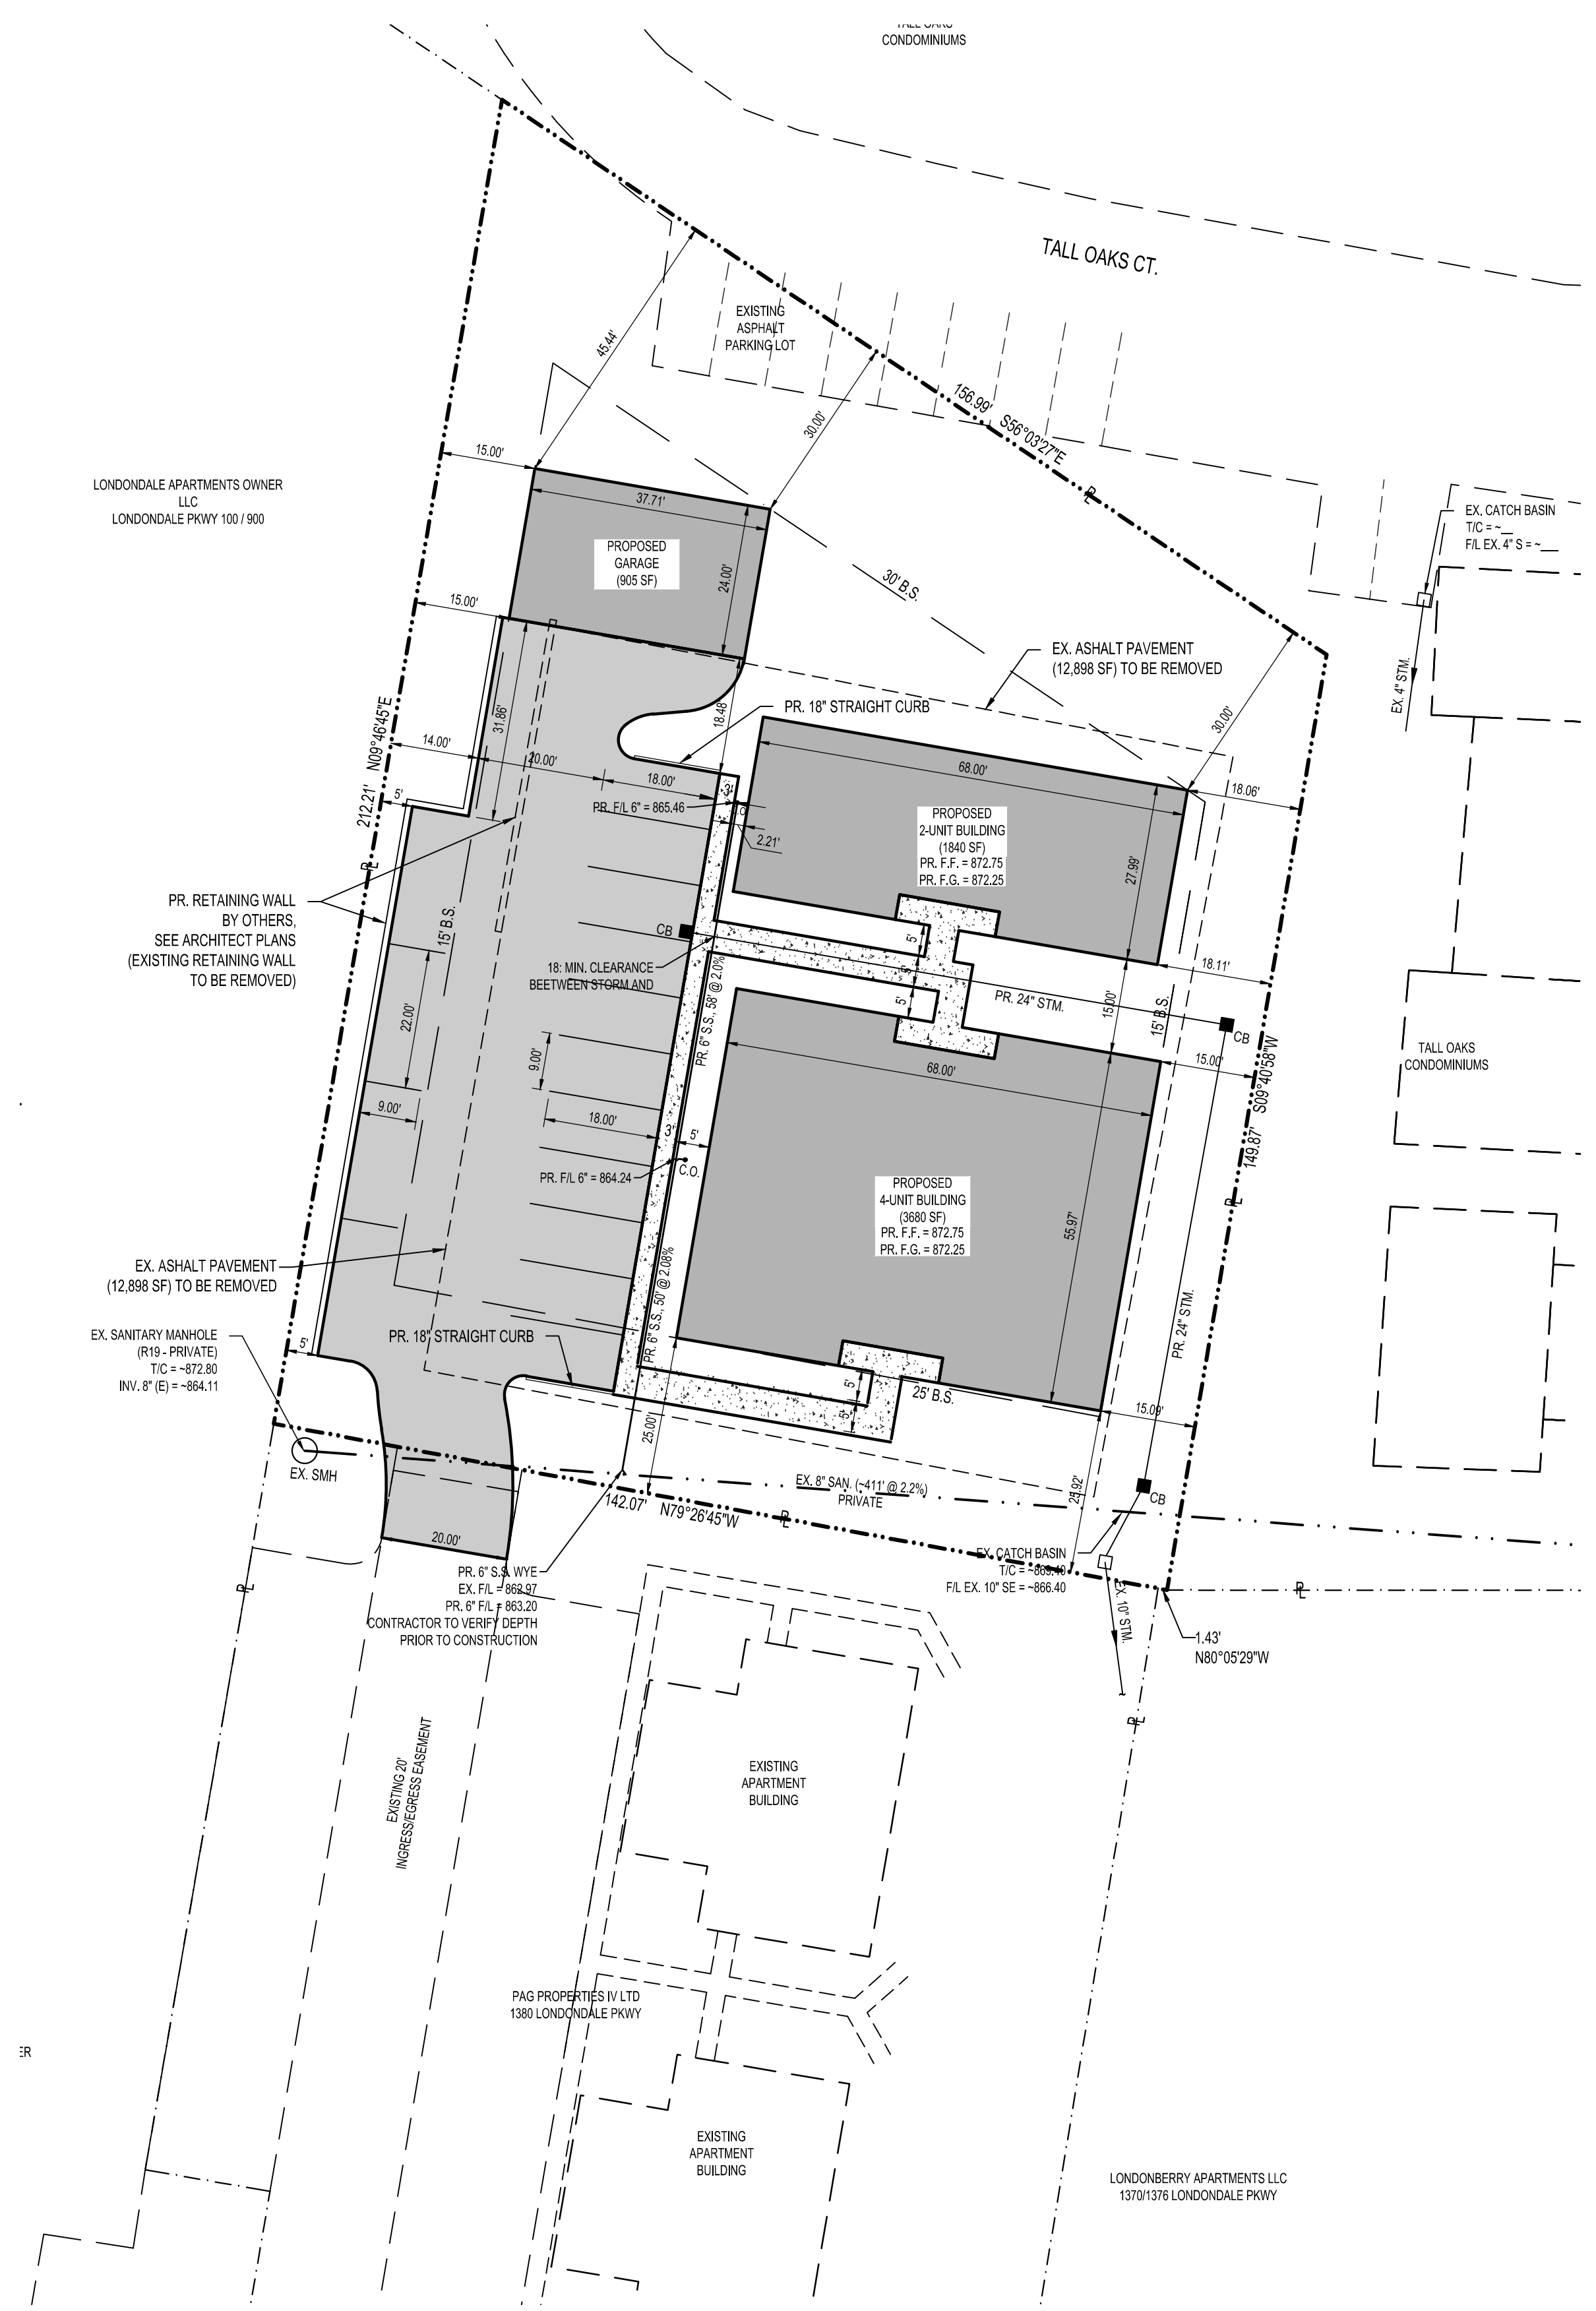 CONDOMINIUMS
TALL OAKS CT.
EXISTING
ASPHALT
PARKING LOT
45.44'
30.00'
156.99' S56°03'27"E
PL
15.00'
37.71'
LONDONDALE APARTMENTS OWNER
LLC
LONDONDALE PKWY 100 / 900
PROPOSED
GARAGE
(905 SF)
24.00'
30' B.S.
EX. CATCH BASIN
T/C = ~__
F/L EX. 4" S = ~__
EX. 4" STM.
15.00'
EX. ASHALT PAVEMENT
(12,898 SF) TO BE REMOVED
PR. 18" STRAIGHT CURB
31.86'
18.48'
30.00'
212.21' N09°46'45"E
PL
14.00'
20.00'
18.00'
3'
68.00'
18.06'
5'
PR. F/L 6" = 865.46
2.21'
PROPOSED
2-UNIT BUILDING
(1840 SF)
PR. F.F. = 872.75
PR. F.G. = 872.25
27.99'
PR. RETAINING WALL
BY OTHERS,
SEE ARCHITECT PLANS
(EXISTING RETAINING WALL
TO BE REMOVED)
15' B.S.
CB
18: MIN. CLEARANCE
BEETWEEN STORM AND
5'
5'
5'
18.11'
PR. 24" STM.
15.00'
15' B.S.
CB
22.00'
9.00'
PR. 6" S.S., 58' @ 2.0%
68.00'
15.00'
TALL OAKS
CONDOMINIUMS
149.87' S09°40'58"W
PL
9.00'
18.00'
3'
5'
C.O.
PR. F/L 6" = 864.24
PROPOSED
4-UNIT BUILDING
(3680 SF)
PR. F.F. = 872.75
PR. F.G. = 872.25
55.97'
EX. ASHALT PAVEMENT
(12,898 SF) TO BE REMOVED
PR. 6" S.S., 50' @ 2.08%
PR. 24" STM.
EX. SANITARY MANHOLE
(R19 - PRIVATE)
T/C = ~872.80
INV. 8" (E) = ~864.11
5'
PR. 18" STRAIGHT CURB
5'
5'
25' B.S.
15.09'
25.00'
EX. SMH
EX. 8" SAN. (~411' @ 2.2%)
PRIVATE
25.92'
CB
142.07' N79°26'45"W
PL
20.00'
PL
PR. 6" S.S. WYE
EX. F/L = 862.97
PR. 6" F/L = 863.20
CONTRACTOR TO VERIFY DEPTH
PRIOR TO CONSTRUCTION
EX. CATCH BASIN
T/C = ~869.40
F/L EX. 10" SE = ~866.40
EX. 10" STM.
PL
1.43'
N80°05'29"W
PL
EXISTING 20'
INGRESS/EGRESS EASEMENT
EXISTING
APARTMENT
BUILDING
PAG PROPERTIES IV LTD
1380 LONDONDALE PKWY
ER
EXISTING
APARTMENT
BUILDING
LONDONBERRY APARTMENTS LLC
1370/1376 LONDONDALE PKWY